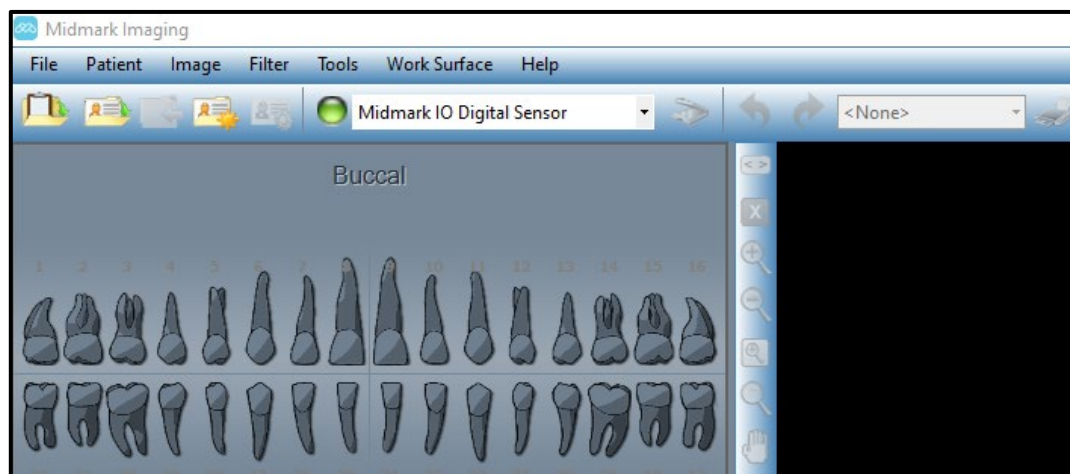 Midmark Imaging
File Patient Image Filter Tools Work Surface Help
Midmark IO Digital Sensor <None>
Buccal
1 2 3 4 5 6 7 8 9 10 11 12 13 14 15 16